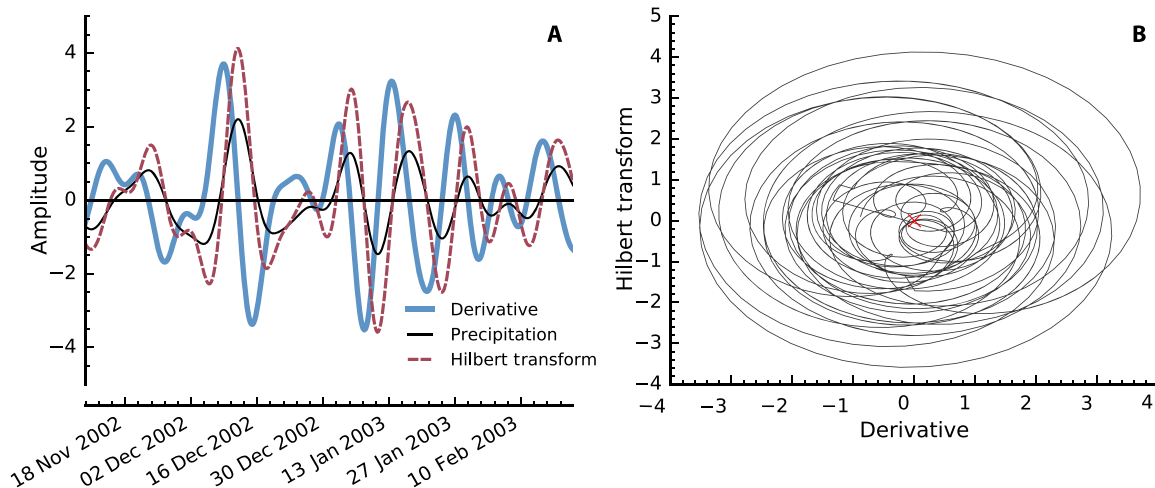 A
Amplitude
4
2
0
−2
−4
Derivative
Precipitation
Hilbert transform
18 Nov 2002
02 Dec 2002
16 Dec 2002
30 Dec 2002
13 Jan 2003
27 Jan 2003
10 Feb 2003
B
Hilbert transform
5
4
3
2
1
0
−1
−2
−3
−4
−4 −3 −2 −1 0 1 2 3 4
Derivative